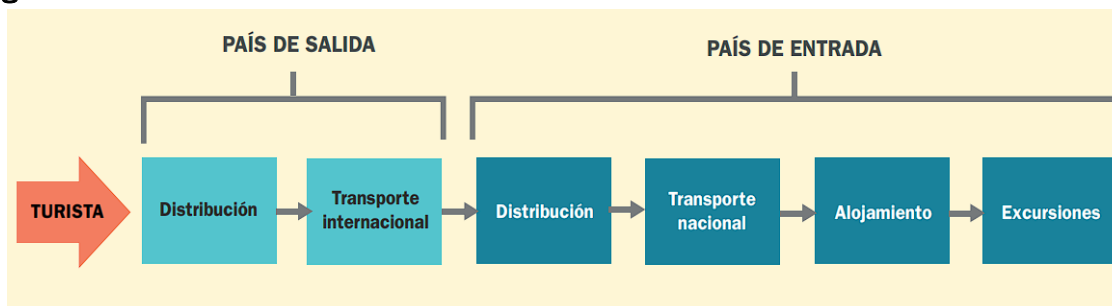 PAÍS DE SALIDA
PAÍS DE ENTRADA
TURISTA
Distribución
Transporte
internacional
Distribución
Transporte
nacional
Alojamiento
Excursiones